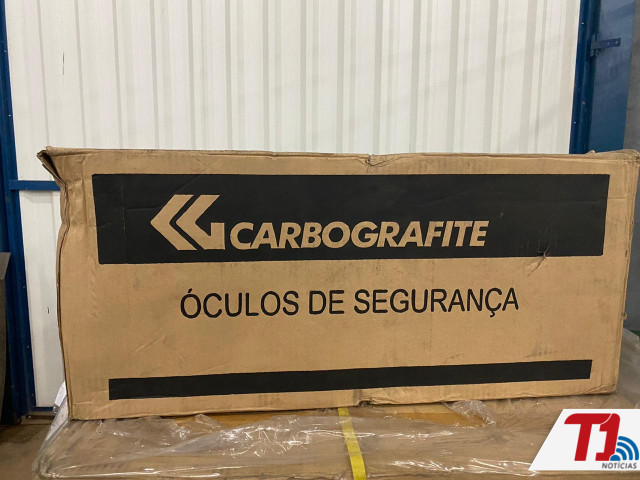 CARBOGRAFITE
ÓCULOS DE SEGURANÇA
T1
NOTÍCIAS